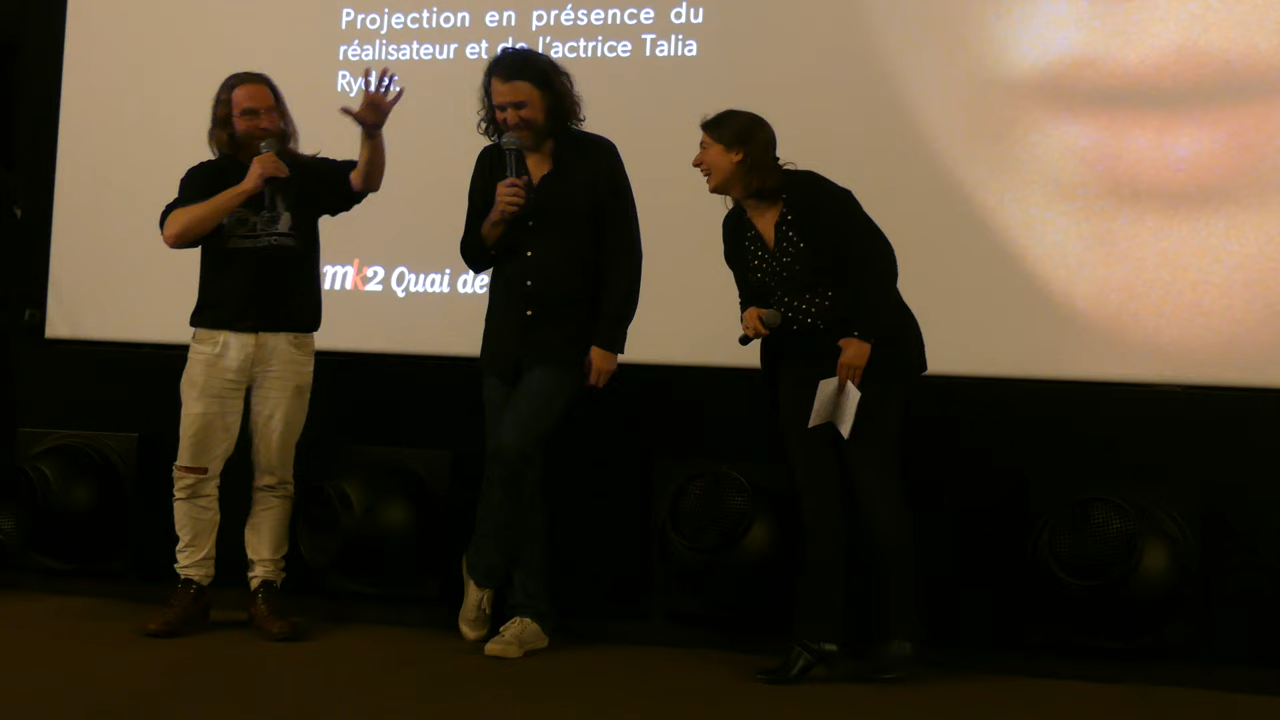 Projection en présence du
réalisateur et de l'actrice Talia
Ryder.
mk2 Quai de